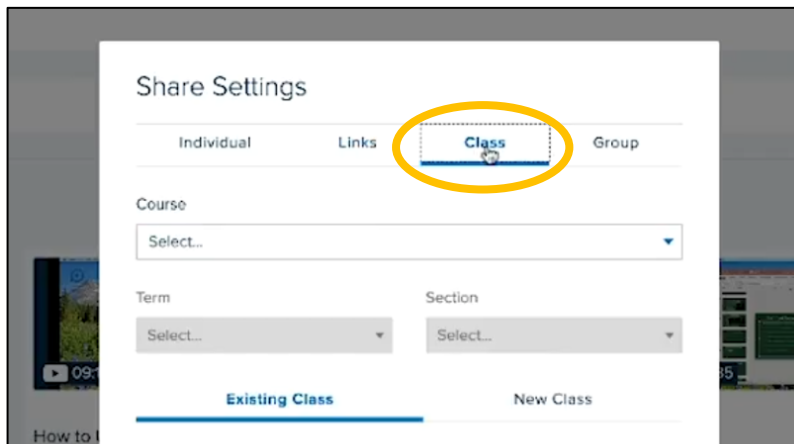 Share Settings
Individual Links Class Group
Course
Select...
Term Section
Select... Select...
Existing Class New Class
How to